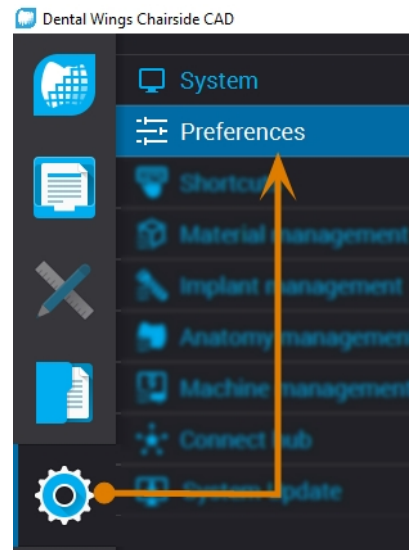 Dental Wings Chairside CAD
System
Preferences
Shortcuts
Material management
Implant management
Anatomy management
Machine management
Connect hub
System Update